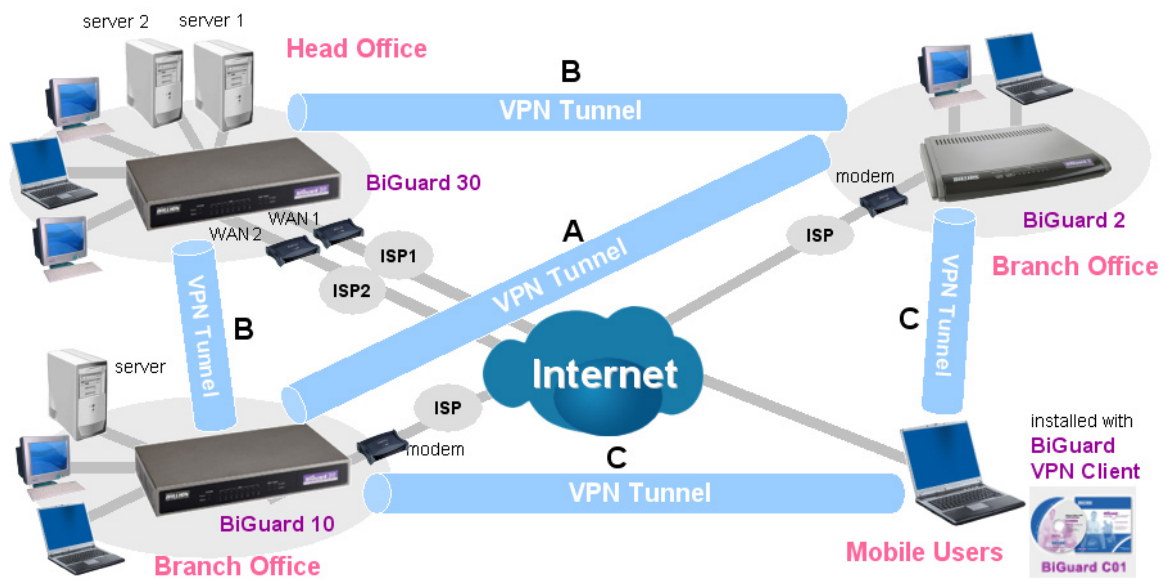 server 2
server 1
Head Office
B
VPN Tunnel
BiGuard 30
modem
WAN 1
WAN 2
A
ISP
BiGuard 2
ISP1
VPN Tunnel
Branch Office
ISP2
VPN Tunnel
B
VPN Tunnel
C
server
Internet
ISP
modem
installed with
BiGuard
VPN Client
C
VPN Tunnel
BiGuard 10
Branch Office
Mobile Users
BiGuard C01